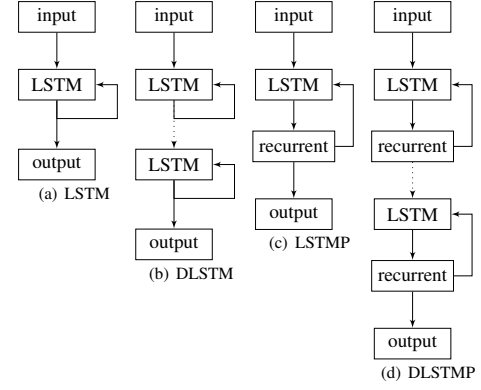 input
LSTM
output
(a) LSTM
input
LSTM
LSTM
output
(b) DLSTM
input
LSTM
recurrent
output
(c) LSTMP
input
LSTM
recurrent
LSTM
recurrent
output
(d) DLSTMP